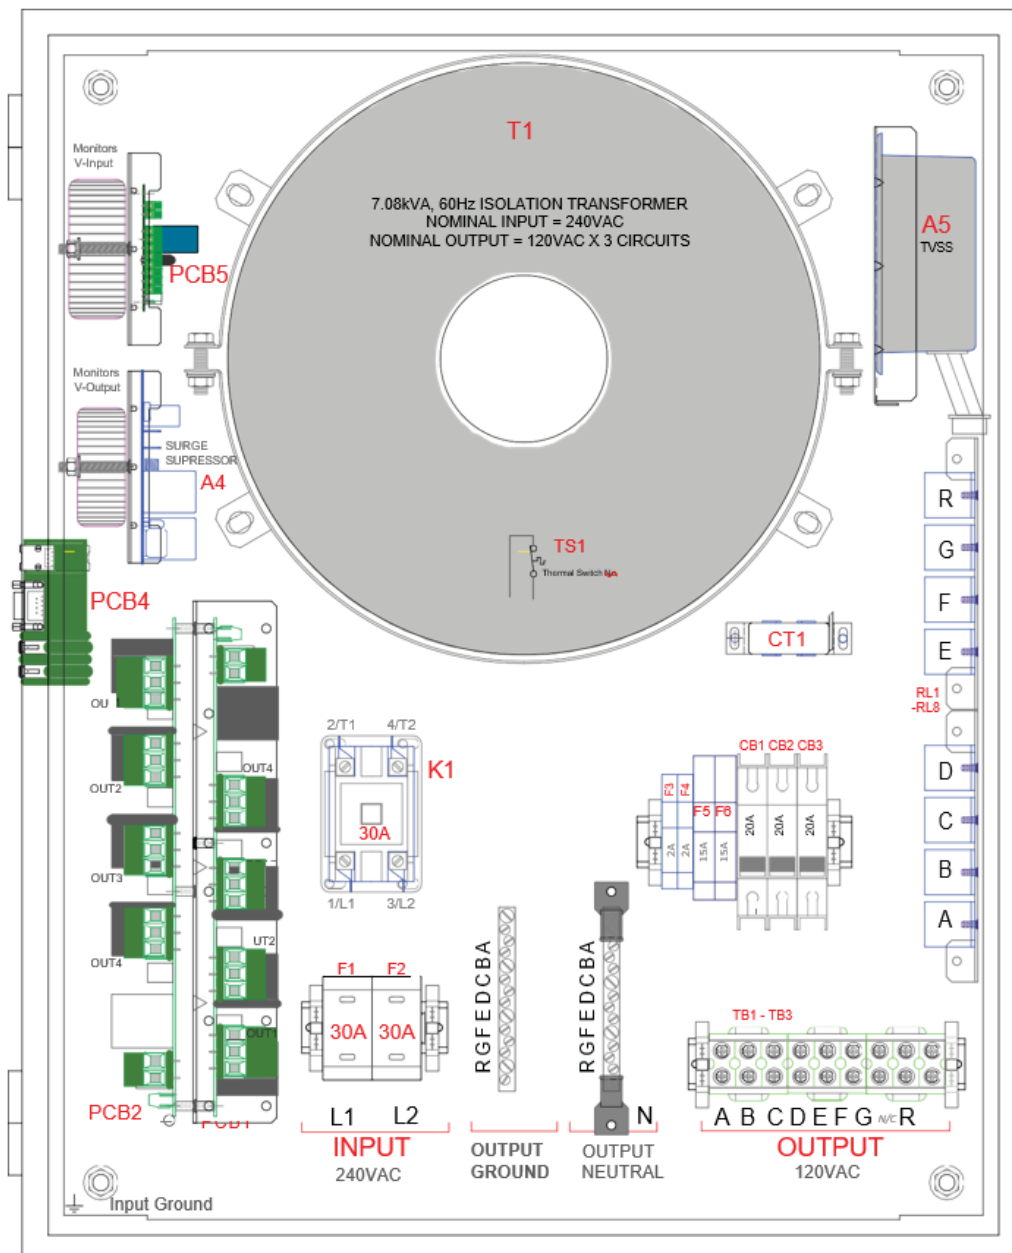 T1
7.08kVA, 60Hz ISOLATION TRANSFORMER
NOMINAL INPUT = 240VAC
NOMINAL OUTPUT = 120VAC X 3 CIRCUITS
Monitors
V-Input
PCB5
A5
TVSS
Monitors
V-Output
SURGE
SUPRESSOR
A4
TS1
Thermal Switch
PCB4
CT1
R
G
F
E
RL1
-RL8
D
C
B
A
OU
OUT2
OUT3
OUT4
OUT4
UT2
OUT1
PCB2
PCB1
2/T1 4/T2
K1
30A
1/L1 3/L2
F1 F2
30A 30A
L1 L2
INPUT
240VAC
RGFEDCBA
OUTPUT
GROUND
RGFEDCBA
N
OUTPUT
NEUTRAL
CB1 CB2 CB3
F3 F4
F5 F6
2A 2A 15A 15A
20A 20A 20A
TB1 - TB3
A B C D E F G N/C R
OUTPUT
120VAC
Input Ground